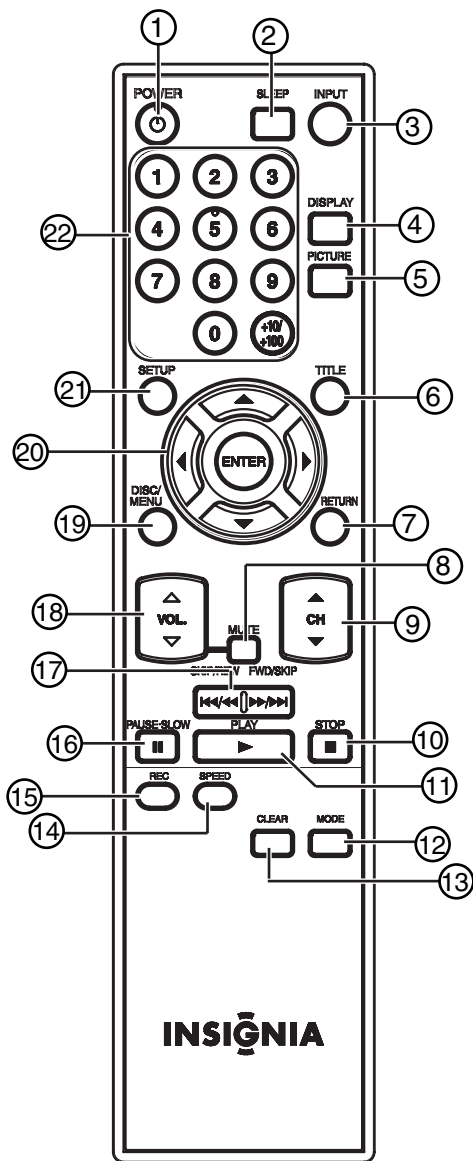 1 2
POWER SLEEP INPUT
3
1 2 3
DISPLAY
22 4 5 6 4
PICTURE
7 8 9 5
0 +10/
+100
SETUP TITLE
21 6
20 ENTER
DISC/
MENU RETURN
19 7
8
18 VOL. CH 9
MUTE
17 SKIP/REW FWD/SKIP
PAUSE·SLOW PLAY STOP
16 10
11
REC SPEED
15 14
CLEAR MODE
12
13
INSIGNIA